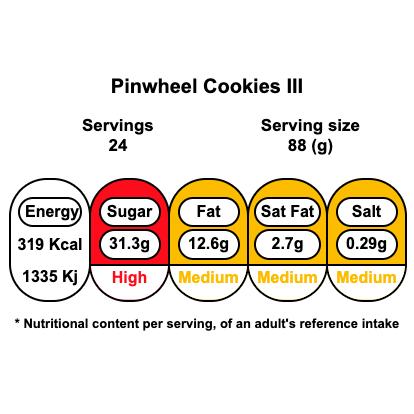 Pinwheel Cookies III
Servings Serving size
24 88 (g)
Energy Sugar Fat Sat Fat Salt
319 Kcal 31.3g 12.6g 2.7g 0.29g
1335 Kj High Medium Medium Medium
* Nutritional content per serving, of an adult's reference intake